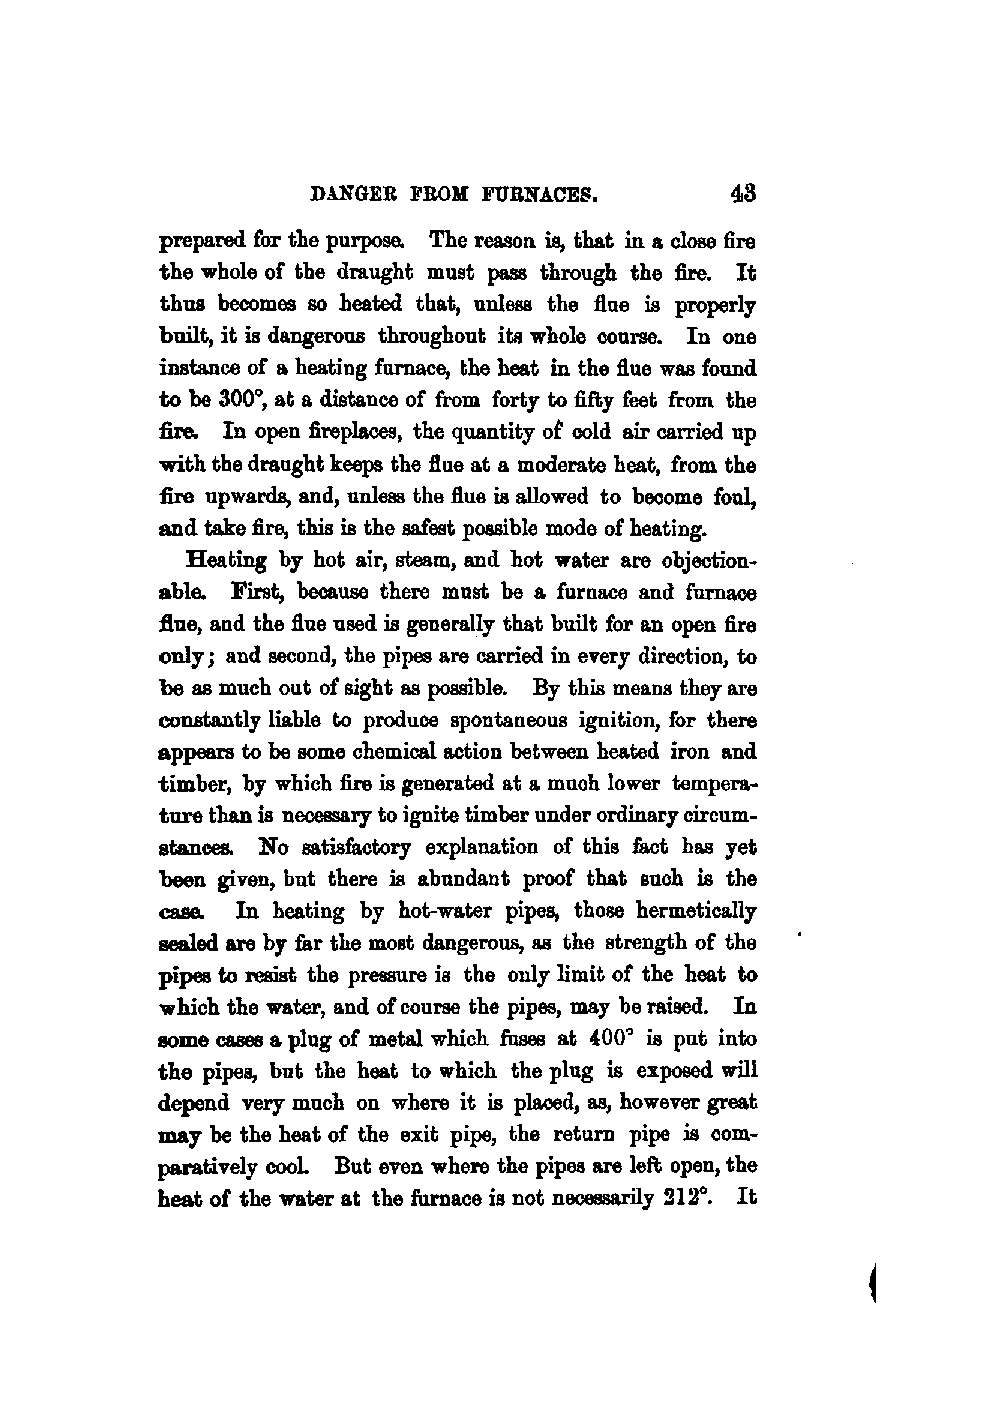 DANGER FROM FURNACES. 43
prepared for the purpose. The reason is, that in a close fire
the whole of the draught must pass through the fire. It
thus becomes so heated that, unless the flue is properly
built, it is dangerous throughout its whole course. In one
instance of a heating furnace, the heat in the flue was found
to be 300°, at a distance of from forty to fifty feet from the
fire. In open fireplaces, the quantity of cold air carried up
with the draught keeps the flue at a moderate heat, from the
fire upwards, and, unless the flue is allowed to become foul,
and take fire, this is the safest possible mode of heating.
Heating by hot air, steam, and hot water are objection-
able. First, because there must be a furnace and furnace
flue, and the flue used is generally that built for an open fire
only; and second, the pipes are carried in every direction, to
be as much out of sight as possible. By this means they are
constantly liable to produce spontaneous ignition, for there
appears to be some chemical action between heated iron and
timber, by which fire is generated at a much lower tempera-
ture than is necessary to ignite timber under ordinary circum-
stances. No satisfactory explanation of this fact has yet
been given, but there is abundant proof that such is the
case. In heating by hot-water pipes, those hermetically
sealed are by far the most dangerous, as the strength of the
pipes to resist the pressure is the only limit of the heat to
which the water, and of course the pipes, may be raised. In
some cases a plug of metal which fuses at 400° is put into
the pipes, but the heat to which the plug is exposed will
depend very much on where it is placed, as, however great
may be the heat of the exit pipe, the return pipe is com-
paratively cool. But even where the pipes are left open, the
heat of the water at the furnace is not necessarily 212°. It